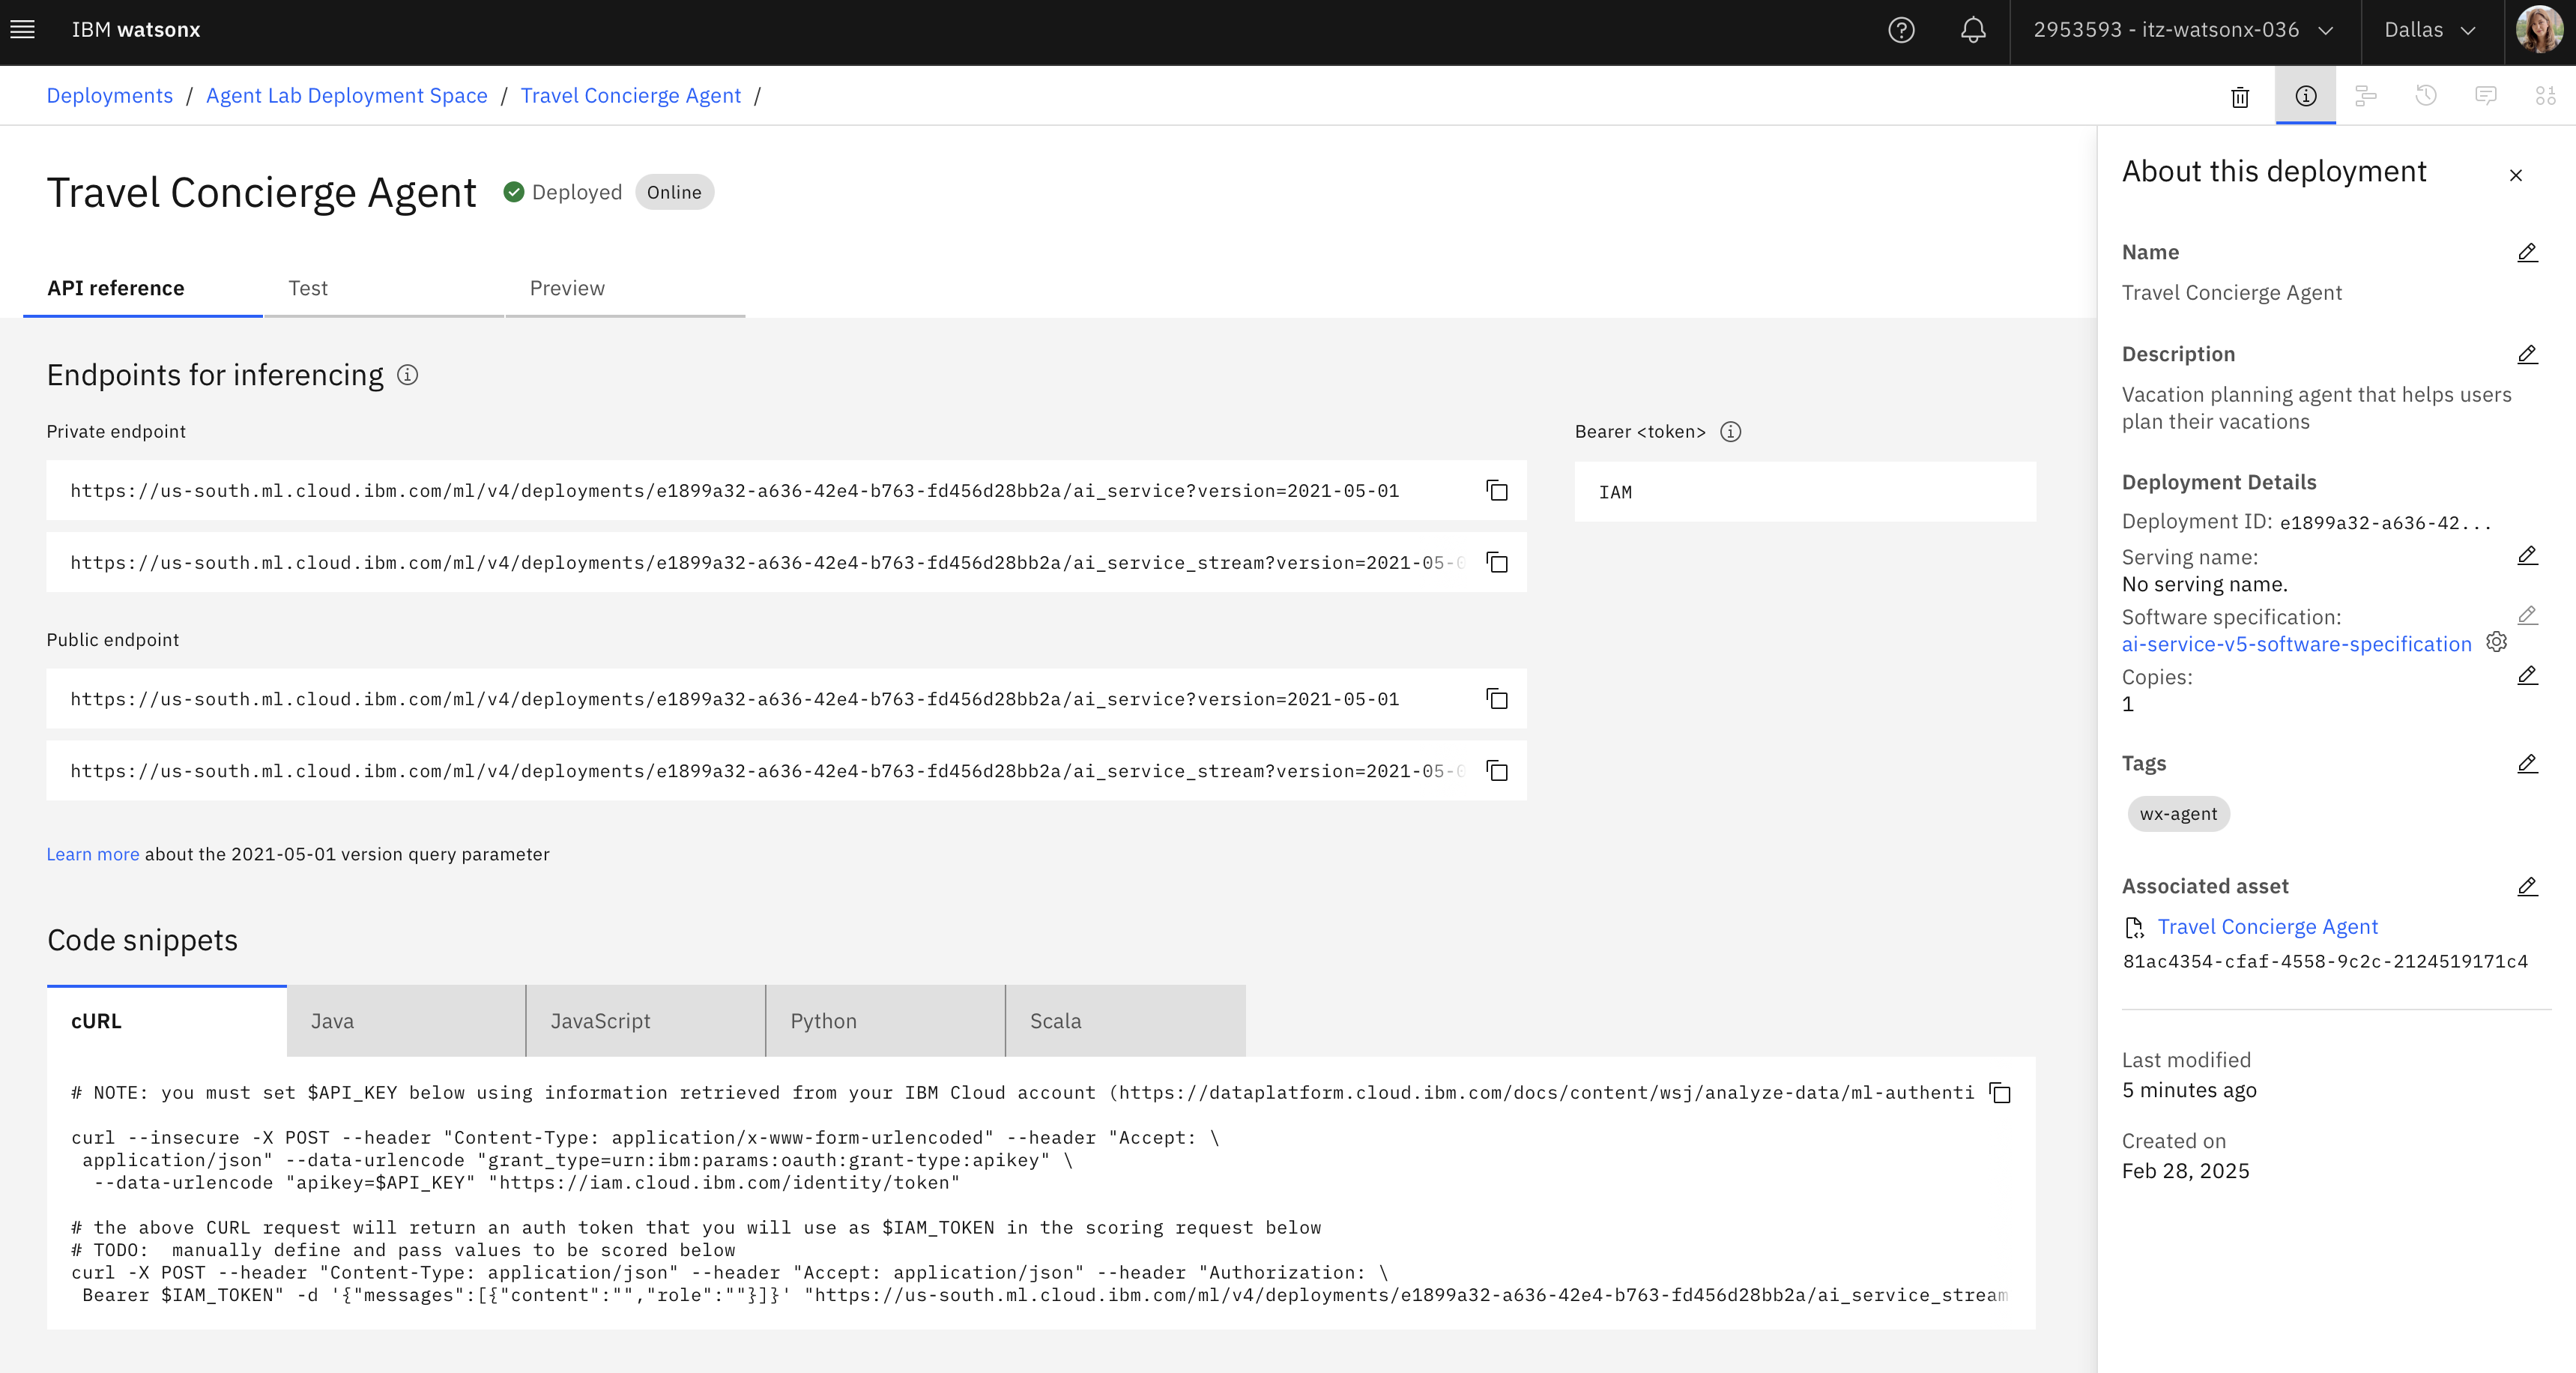 IBM watsonx
2953593 - itz-watsonx-036
Dallas
Deployments / Agent Lab Deployment Space / Travel Concierge Agent /
Travel Concierge Agent
Deployed
Online
API reference
Test
Preview
Endpoints for inferencing
Private endpoint
https://us-south.ml.cloud.ibm.com/ml/v4/deployments/e1899a32-a636-42e4-b763-fd456d28bb2a/ai_service?version=2021-05-01
https://us-south.ml.cloud.ibm.com/ml/v4/deployments/e1899a32-a636-42e4-b763-fd456d28bb2a/ai_service_stream?version=2021-05-0
Bearer <token>
IAM
Public endpoint
https://us-south.ml.cloud.ibm.com/ml/v4/deployments/e1899a32-a636-42e4-b763-fd456d28bb2a/ai_service?version=2021-05-01
https://us-south.ml.cloud.ibm.com/ml/v4/deployments/e1899a32-a636-42e4-b763-fd456d28bb2a/ai_service_stream?version=2021-05-0
Learn more about the 2021-05-01 version query parameter
Code snippets
cURL
Java
JavaScript
Python
Scala
# NOTE: you must set $API_KEY below using information retrieved from your IBM Cloud account (https://dataplatform.cloud.ibm.com/docs/content/wsj/analyze-data/ml-authenti
curl --insecure -X POST --header "Content-Type: application/x-www-form-urlencoded" --header "Accept: \
application/json" --data-urlencode "grant_type=urn:ibm:params:oauth:grant-type:apikey" \
--data-urlencode "apikey=$API_KEY" "https://iam.cloud.ibm.com/identity/token"
# the above CURL request will return an auth token that you will use as $IAM_TOKEN in the scoring request below
# TODO:  manually define and pass values to be scored below
curl -X POST --header "Content-Type: application/json" --header "Accept: application/json" --header "Authorization: \
Bearer $IAM_TOKEN" -d '{"messages":[{"content":"","role":""}]}' "https://us-south.ml.cloud.ibm.com/ml/v4/deployments/e1899a32-a636-42e4-b763-fd456d28bb2a/ai_service_stream
About this deployment
Name
Travel Concierge Agent
Description
Vacation planning agent that helps users
plan their vacations
Deployment Details
Deployment ID: e1899a32-a636-42...
Serving name:
No serving name.
Software specification:
ai-service-v5-software-specification
Copies:
1
Tags
wx-agent
Associated asset
Travel Concierge Agent
81ac4354-cfaf-4558-9c2c-2124519171c4
Last modified
5 minutes ago
Created on
Feb 28, 2025